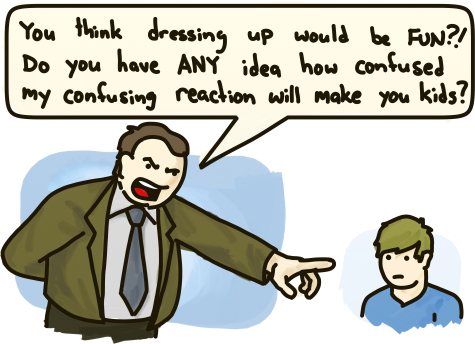 You think dressing up would be FUN?!
Do you have ANY idea how confused
my confusing reaction will make you kids?